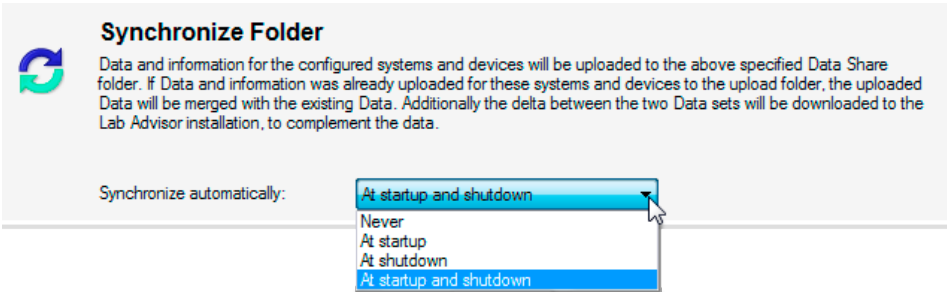 Synchronize Folder
Data and information for the configured systems and devices will be uploaded to the above specified Data Share
folder. If Data and information was already uploaded for these systems and devices to the upload folder, the uploaded
Data will be merged with the existing Data. Additionally the delta between the two Data sets will be downloaded to the
Lab Advisor installation, to complement the data.
Synchronize automatically: At startup and shutdown
Never
At startup
At shutdown
At startup and shutdown